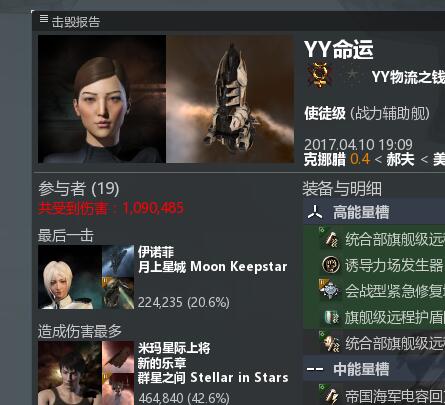 击毁报告
YY命运
YY物流之钱
使徒级 (战力辅助舰)
2017.04.10 19:09
克挪腊 0.4 < 郝夫 < 美
参与者 (19)
共受到伤害：1,090,485
最后一击
伊诺菲
月上星城 Moon Keepstar
224,235 (20.6%)
造成伤害最多
米玛星际上将
新的乐章
群星之间 Stellar in Stars
464,840 (42.6%)
装备与明细
高能量槽
统合部旗舰级远程
诱导力场发生器
会战型紧急修复
旗舰级远程护盾
统合部旗舰级远
中能量槽
帝国海军电容回